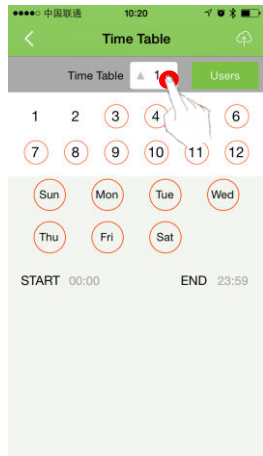 中国联通 10:20
Time Table
Time Table 1 Users
1 2 3 4 6
7 8 9 10 11 12
Sun Mon Tue Wed
Thu Fri Sat
START 00:00 END 23:59